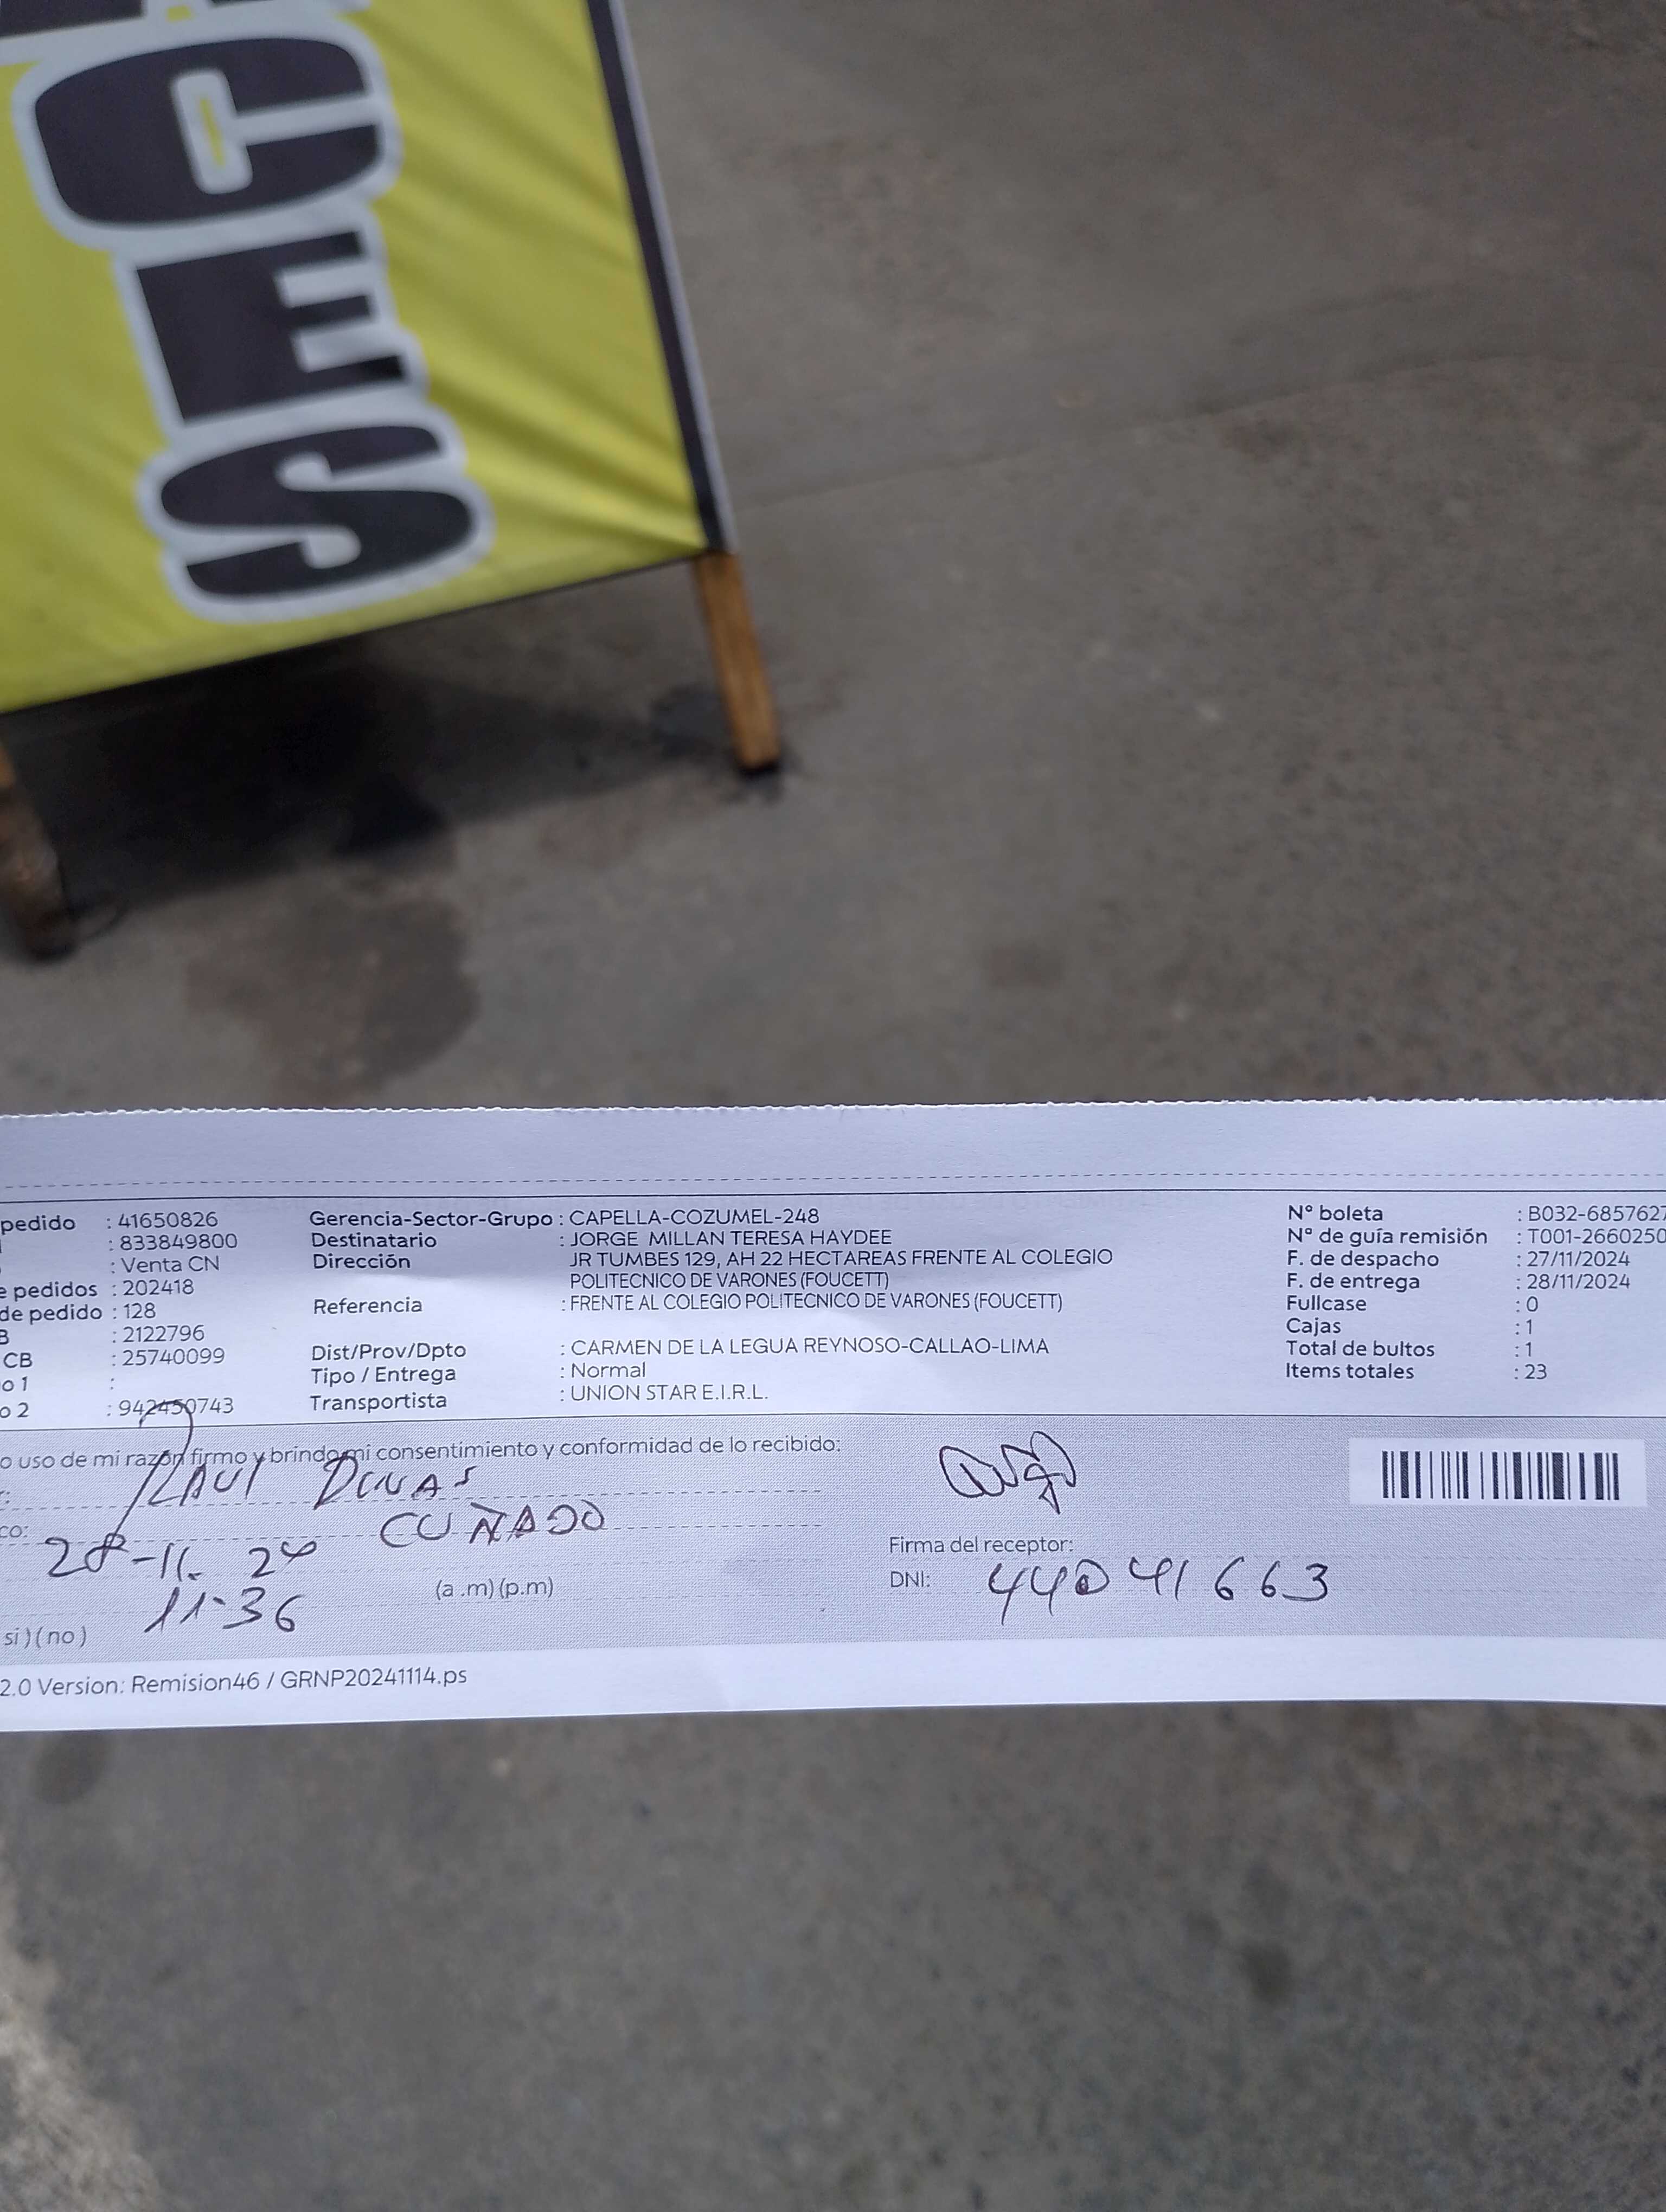 CES
pedido : 41650826
: 833849800
: Venta CN
e pedidos : 202418
de pedido : 128
B : 2122796
CB : 25740099
o 1 :
o 2 : 942450743
Gerencia-Sector-Grupo : CAPELLA-COZUMEL-248
Destinatario : JORGE MILLAN TERESA HAYDEE
Dirección JR TUMBES 129, AH 22 HECTAREAS FRENTE AL COLEGIO
POLITECNICO DE VARONES (FOUCETT)
Referencia : FRENTE AL COLEGIO POLITECNICO DE VARONES (FOUCETT)
Dist/Prov/Dpto : CARMEN DE LA LEGUA REYNOSO-CALLAO-LIMA
Tipo / Entrega : Normal
Transportista : UNION STAR E.I.R.L.
N° boleta : B032-6857627
N° de guía remisión : T001-2660250
F. de despacho : 27/11/2024
F. de entrega : 28/11/2024
Fullcase : 0
Cajas : 1
Total de bultos : 1
Items totales : 23
o uso de mi razón firmo y brindo mi consentimiento y conformidad de lo recibido:
RAUl
co: CUÑADO
28-11. 24
11:36 (a .m) (p.m)
si ) ( no )
Firma del receptor:
DNI: 44041663
2.0 Version: Remision46 / GRNP20241114.ps